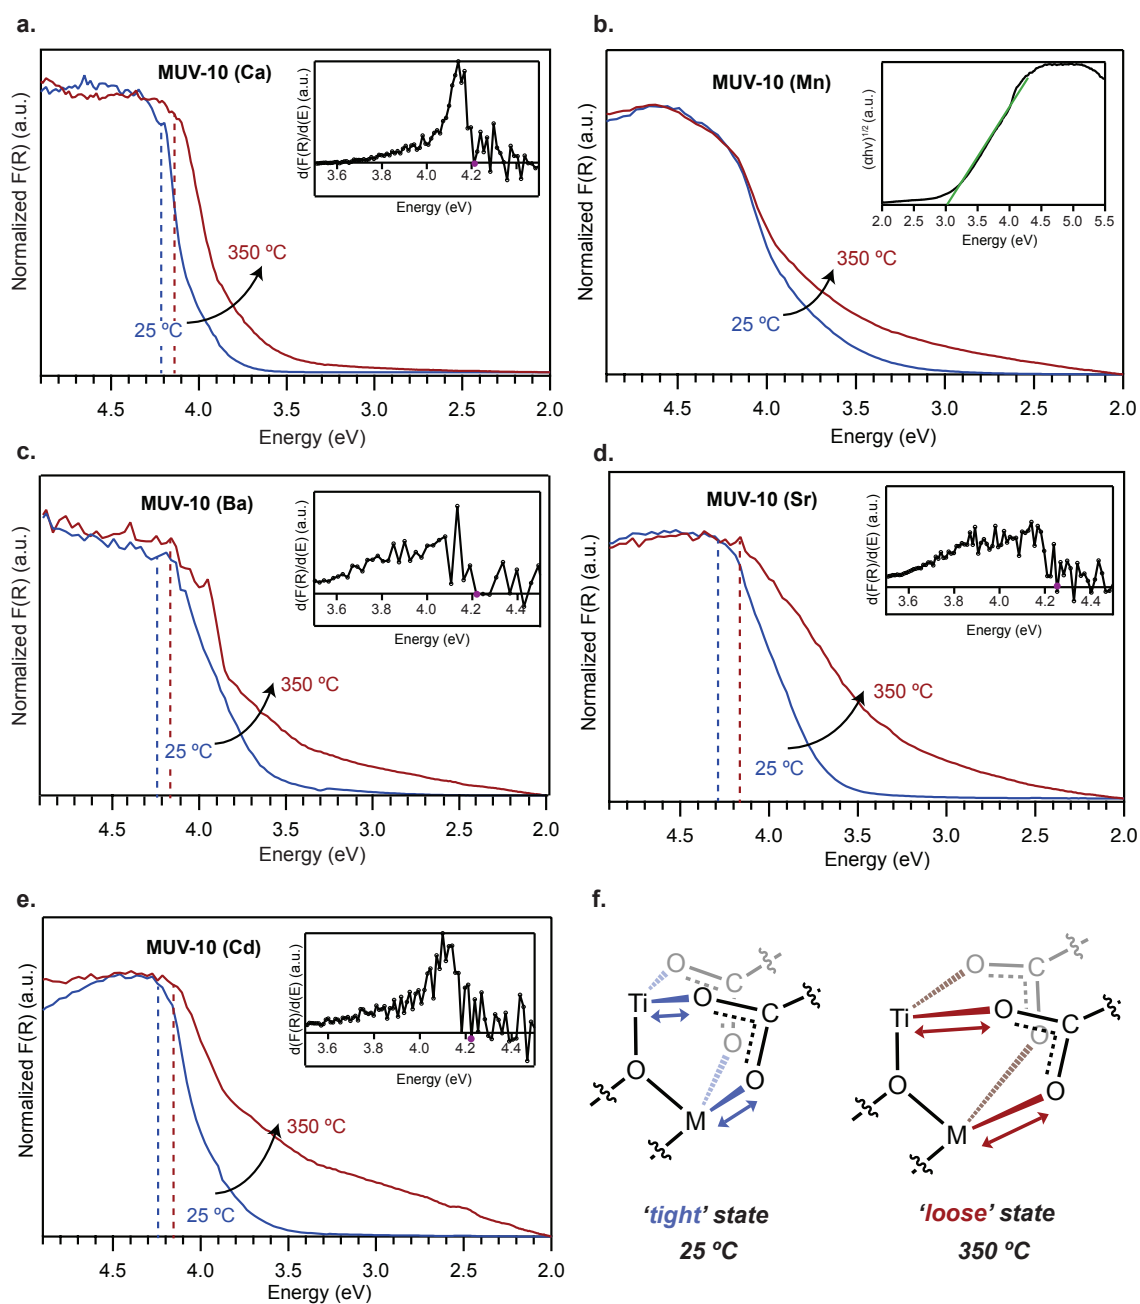 a.
MUV-10 (Ca)
Normalized F(R) (a.u.)
350 ºC
25 ºC
4.5 4.0 3.5 3.0 2.5 2.0
Energy (eV)
d(F(R)/d(E) (a.u.)
3.6 3.8 4.0 4.2 4.4
Energy (eV)
b.
MUV-10 (Mn)
Normalized F(R) (a.u.)
350 ºC
25 ºC
4.5 4.0 3.5 3.0 2.5 2.0
Energy (eV)
(αhν)1/2 (a.u.)
2.0 2.5 3.0 3.5 4.0 4.5 5.0 5.5
Energy (eV)
c.
MUV-10 (Ba)
Normalized F(R) (a.u.)
350 ºC
25 ºC
4.5 4.0 3.5 3.0 2.5 2.0
Energy (eV)
d(F(R)/d(E) (a.u.)
3.6 3.8 4.0 4.2 4.4
Energy (eV)
d.
MUV-10 (Sr)
Normalized F(R) (a.u.)
350 ºC
25 ºC
4.5 4.0 3.5 3.0 2.5 2.0
Energy (eV)
d(F(R)/d(E) (a.u.)
3.6 3.8 4.0 4.2 4.4
Energy (eV)
e.
MUV-10 (Cd)
Normalized F(R) (a.u.)
350 ºC
25 ºC
4.5 4.0 3.5 3.0 2.5 2.0
Energy (eV)
d(F(R)/d(E) (a.u.)
3.6 3.8 4.0 4.2 4.4
Energy (eV)
f.
O C
Ti O C
O
O O
M
'tight' state
25 ºC
O C
Ti O C
O
O O
M
'loose' state
350 ºC